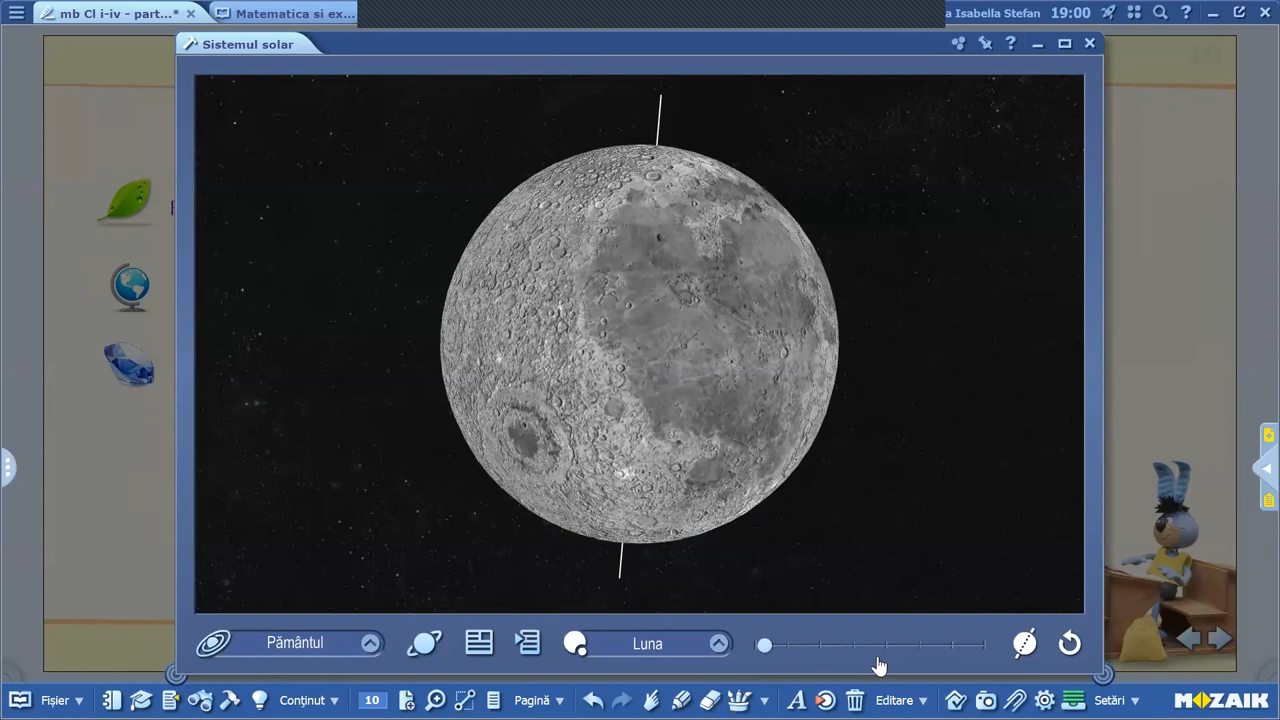 mb Cl i-iv - part...*
Matematica si ex...
a Isabella Stefan 19:00
Sistemul solar
Pământul
Luna
Fișier
Conținut
10
Pagină
Editare
Setări
MOZAIK